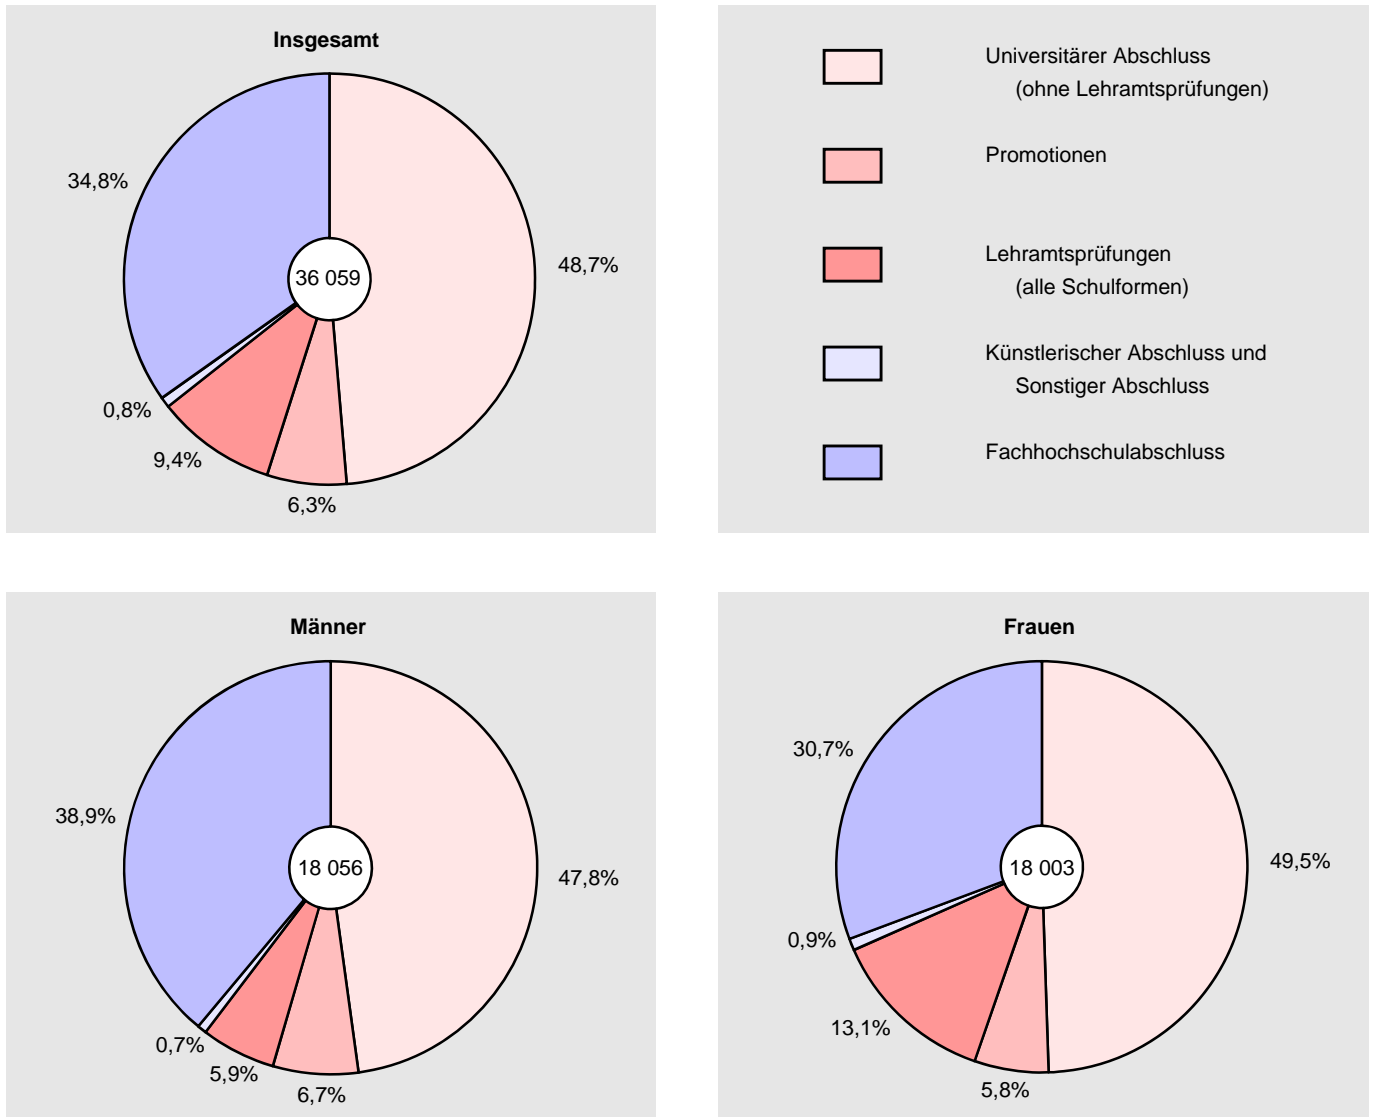 Insgesamt
34,8%
48,7%
36 059
0,8%
9,4%
6,3%
Universitärer Abschluss
(ohne Lehramtsprüfungen)
Promotionen
Lehramtsprüfungen
(alle Schulformen)
Künstlerischer Abschluss und
Sonstiger Abschluss
Fachhochschulabschluss
Männer
38,9%
18 056
47,8%
0,7%
5,9%
6,7%
Frauen
30,7%
49,5%
18 003
0,9%
13,1%
5,8%